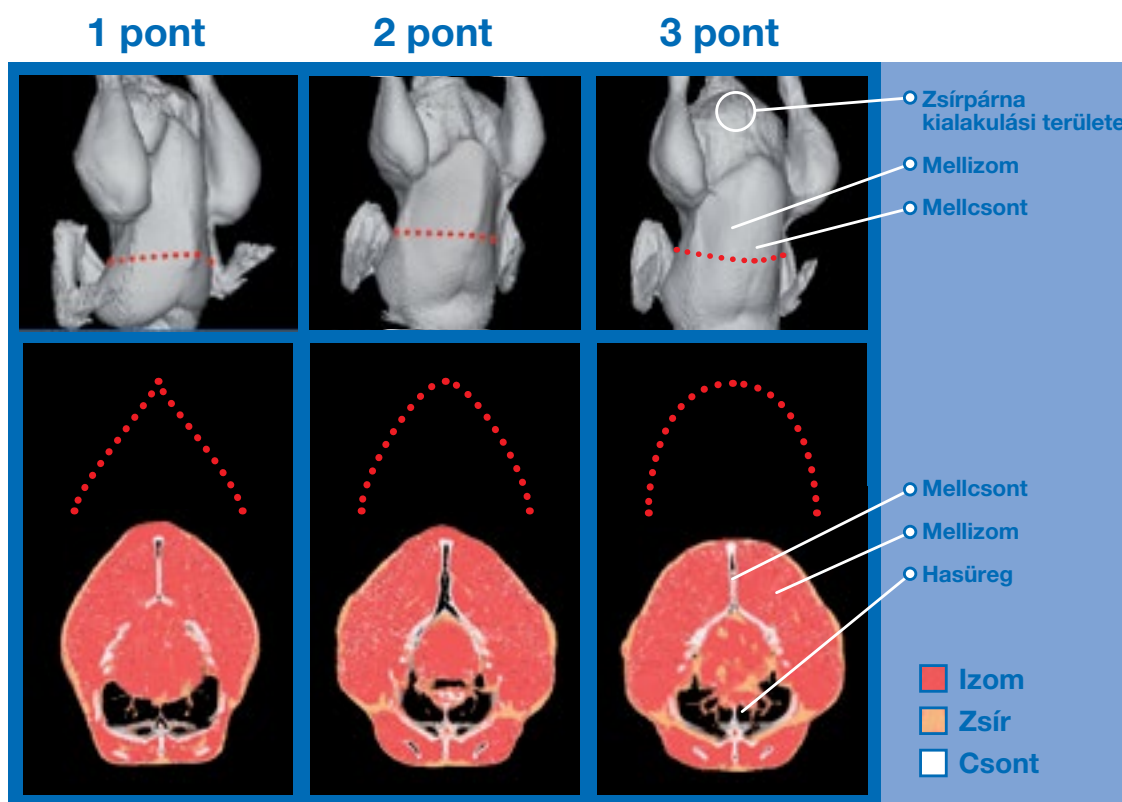 1 pont
2 pont
3 pont
Zsírpárna
kialakulási területe
Mellizom
Mellcsont
Mellcsont
Mellizom
Hasüreg
Izom
Zsír
Csont